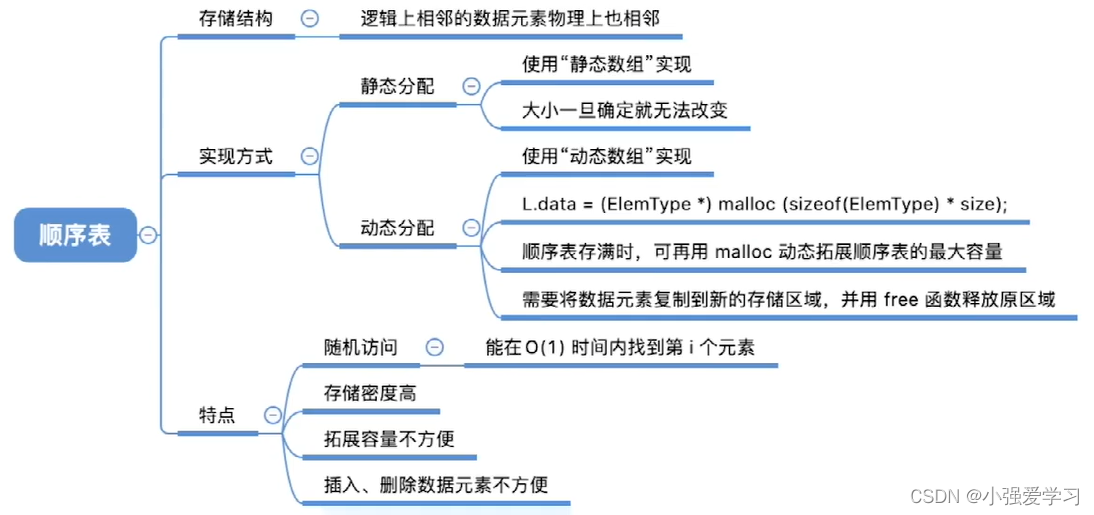 顺序表
存储结构
逻辑上相邻的数据元素物理上也相邻
实现方式
静态分配
使用“静态数组”实现
大小一旦确定就无法改变
动态分配
使用“动态数组”实现
L.data = (ElemType *) malloc (sizeof(ElemType) * size);
顺序表存满时，可再用 malloc 动态拓展顺序表的最大容量
需要将数据元素复制到新的存储区域，并用 free 函数释放原区域
特点
随机访问
能在 O(1) 时间内找到第 i 个元素
存储密度高
拓展容量不方便
插入、删除数据元素不方便
CSDN @小强爱学习